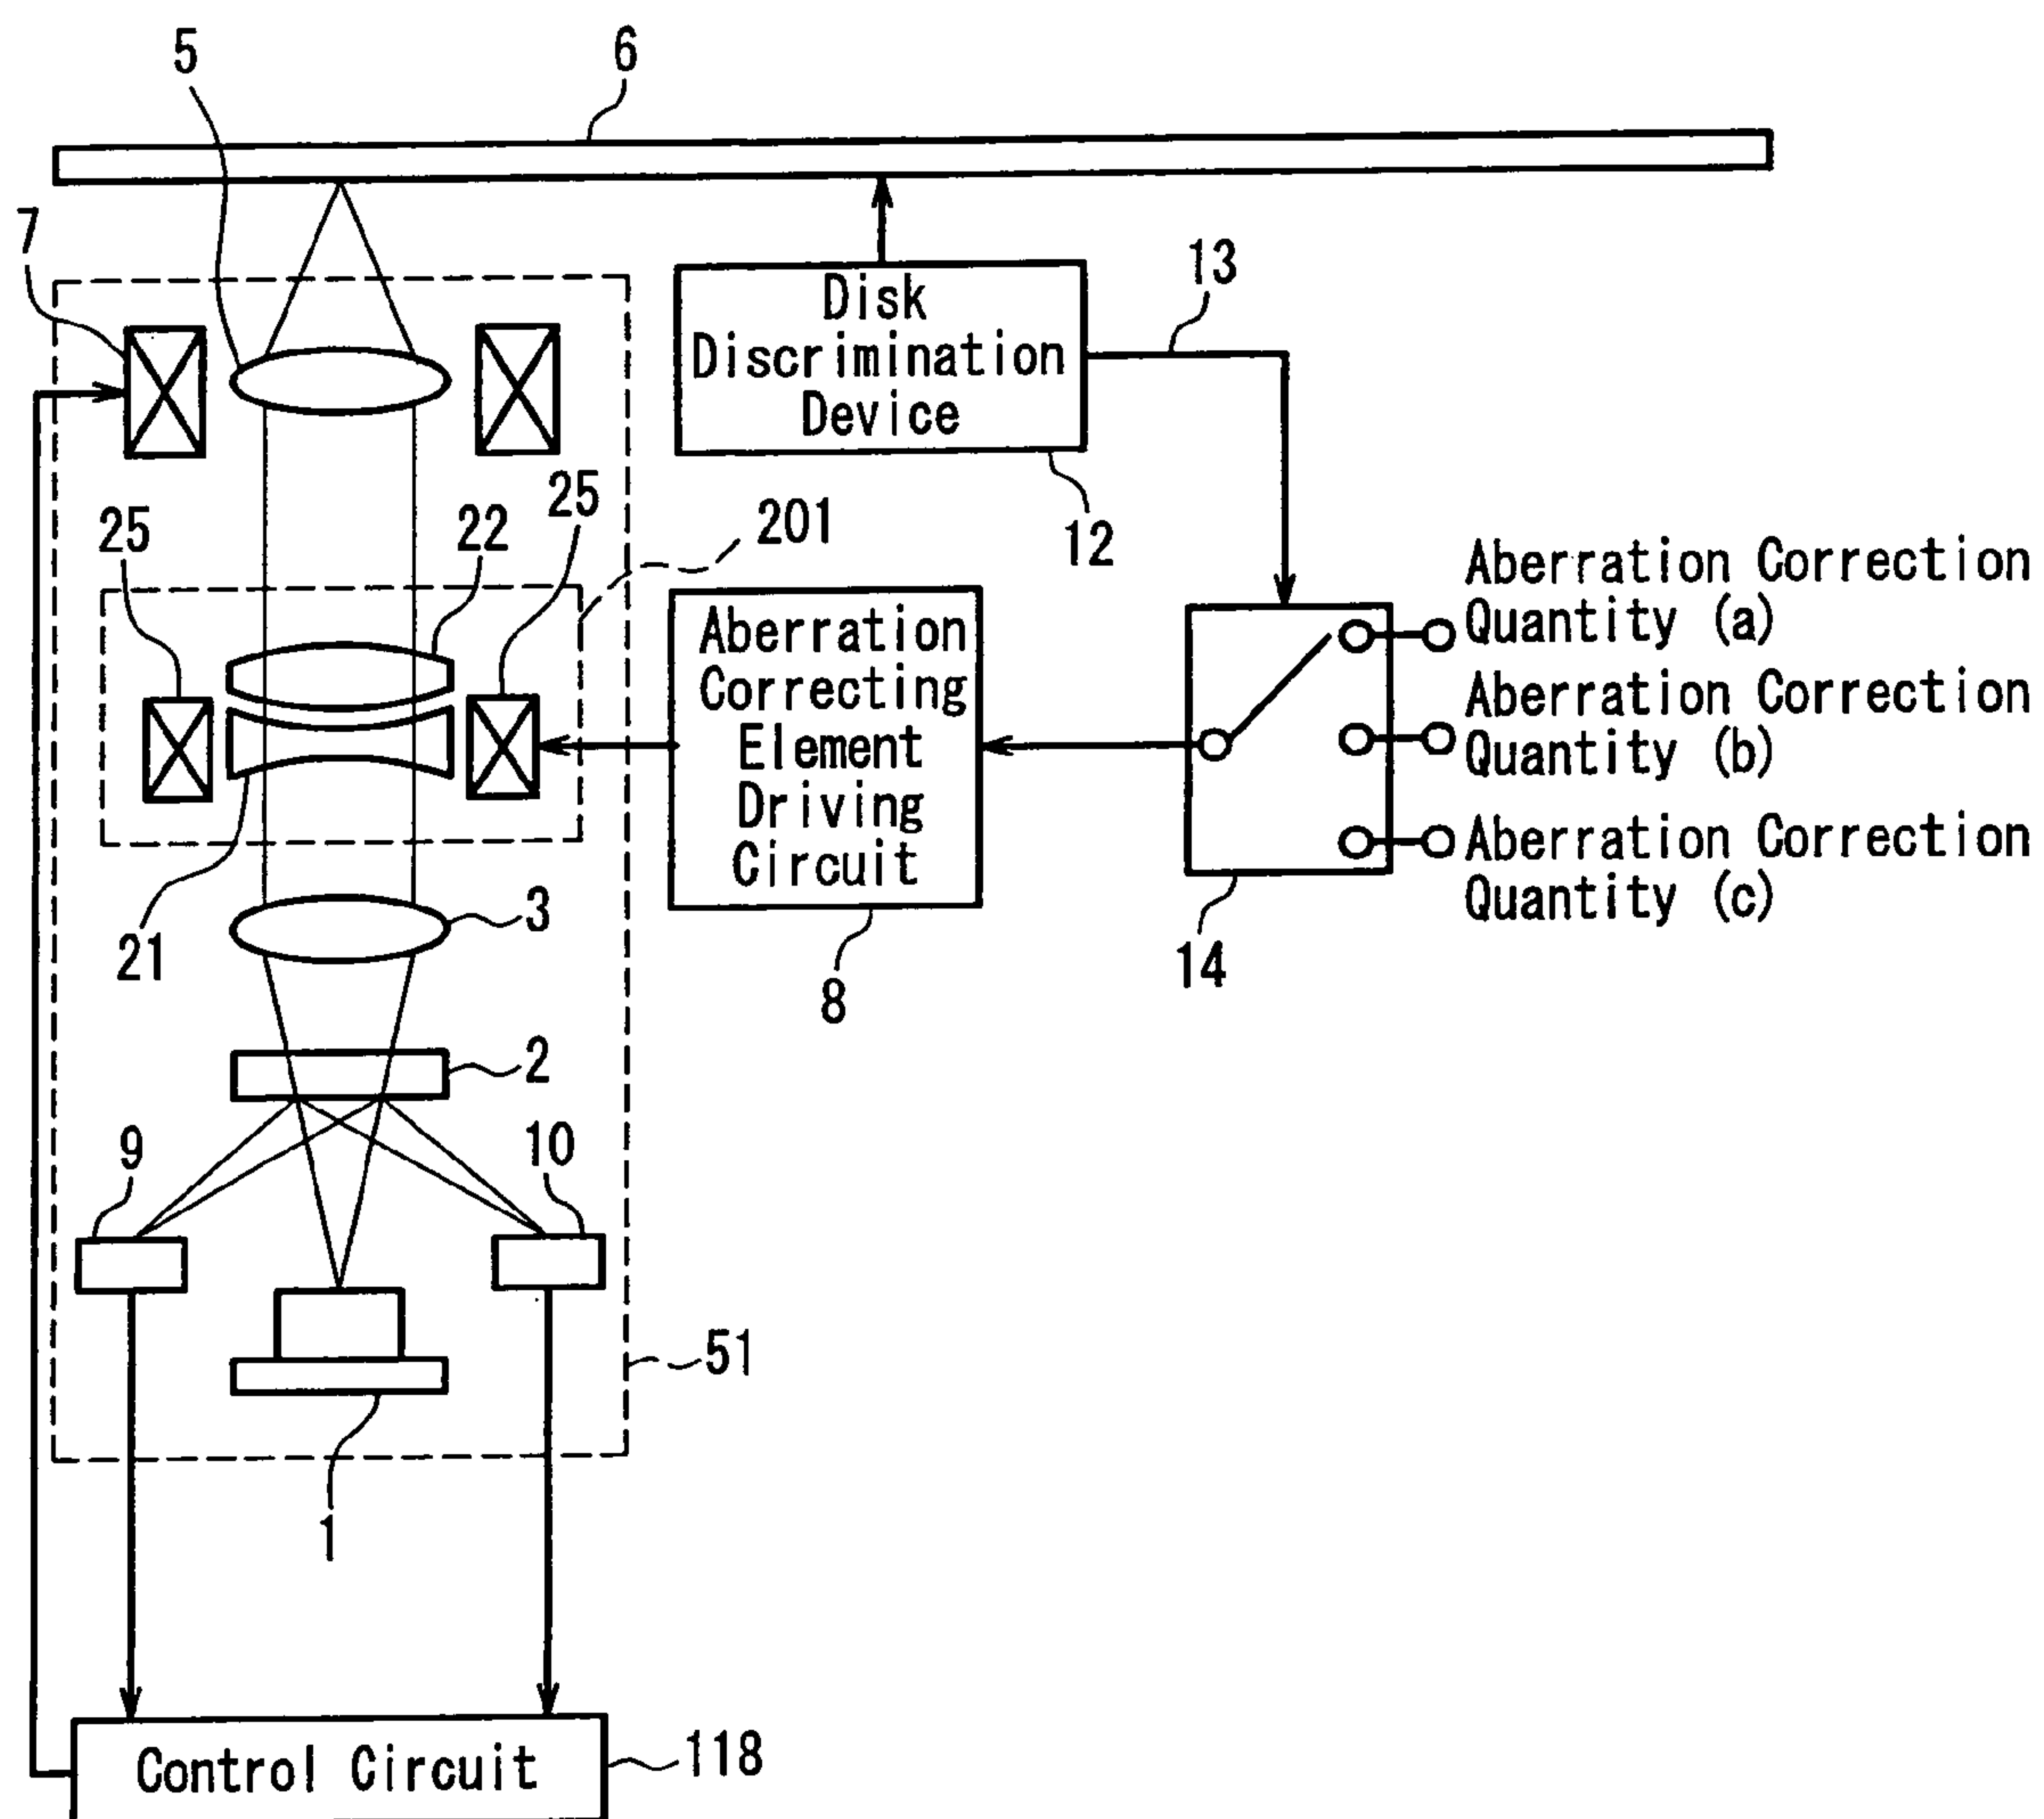 5
6
7
Disk
Discrimination
Device
13
12
25
22
25
201
Aberration
Correcting
Element
Driving
Circuit
8
Aberration Correction
Quantity (a)
Aberration Correction
Quantity (b)
Aberration Correction
Quantity (c)
14
21
3
2
9
10
51
1
Control Circuit
118